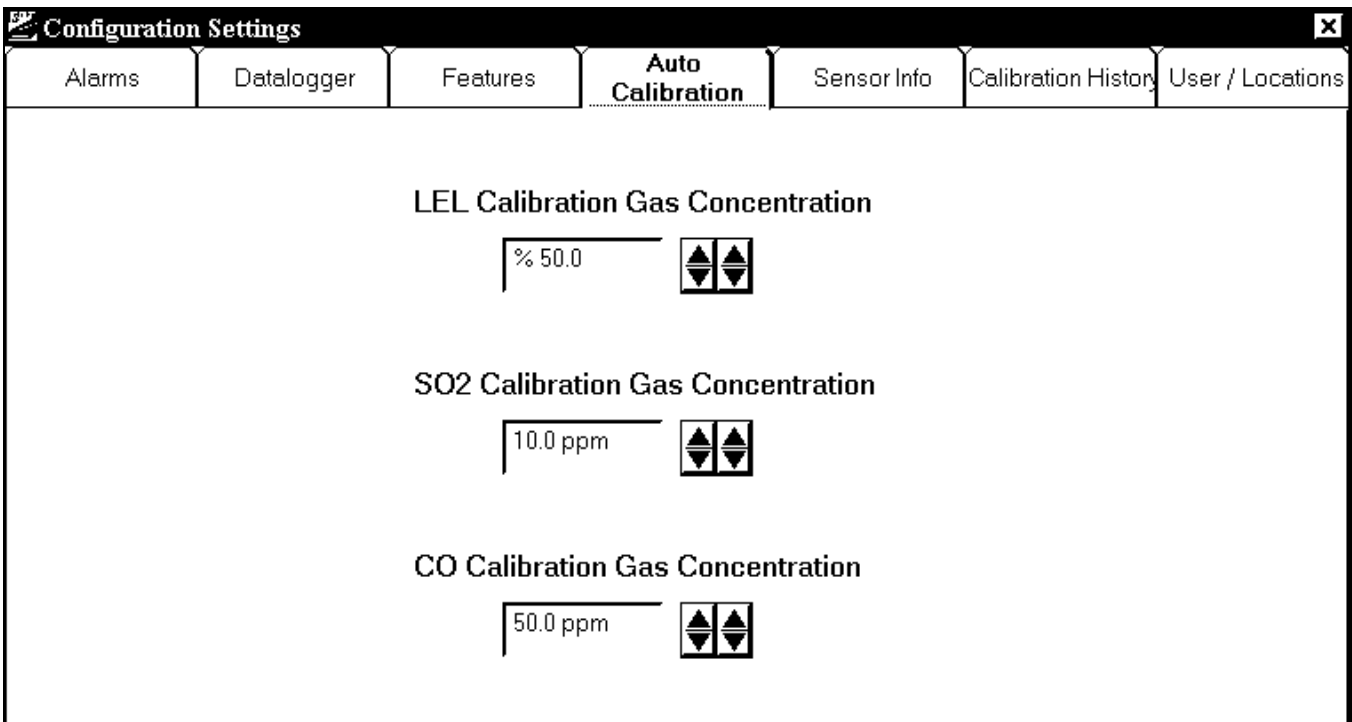 Configuration Settings
Alarms
Datalogger
Features
Auto
Calibration
Sensor Info
Calibration History
User / Locations
LEL Calibration Gas Concentration
% 50.0
SO2 Calibration Gas Concentration
10.0 ppm
CO Calibration Gas Concentration
50.0 ppm